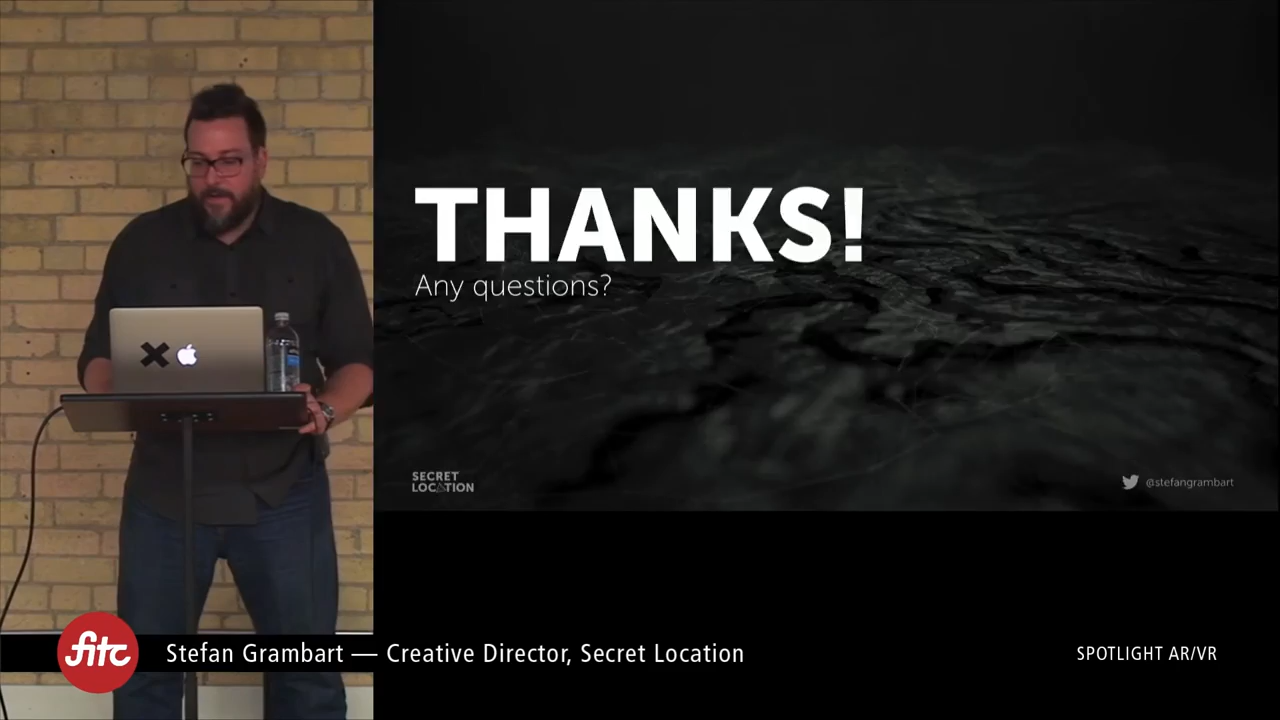 THANKS!
Any questions?
SECRET
LOCATION
@stefangrambart
fitc
Stefan Grambart — Creative Director, Secret Location
SPOTLIGHT AR/VR